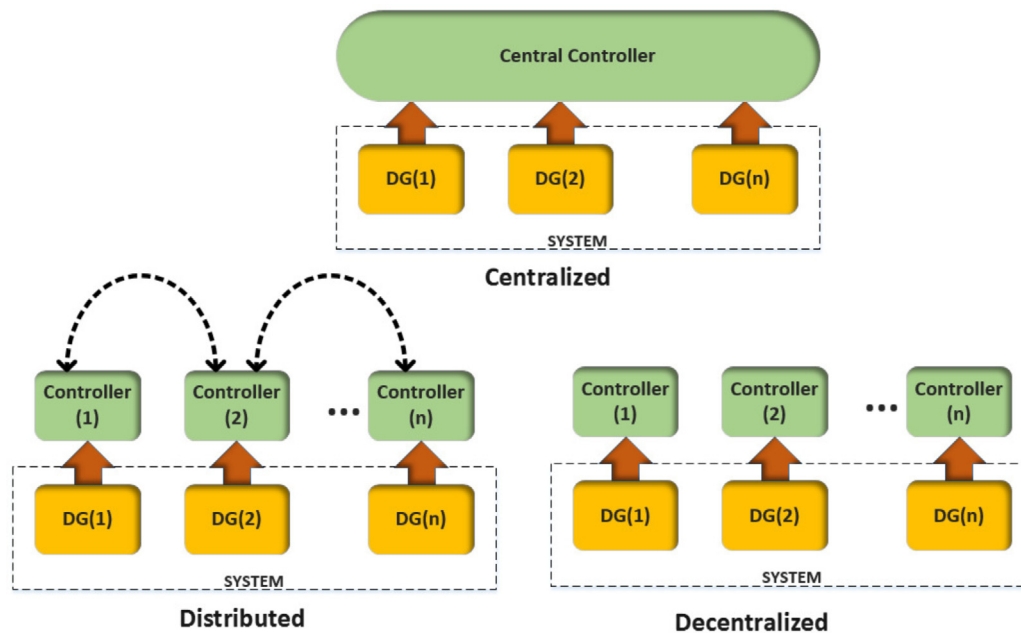 Central Controller
DG(1) DG(2) DG(n)
SYSTEM
Centralized
Controller Controller Controller
(1) (2) ... (n)
DG(1) DG(2) DG(n)
SYSTEM
Distributed
Controller Controller Controller
(1) (2) ... (n)
DG(1) DG(2) DG(n)
SYSTEM
Decentralized